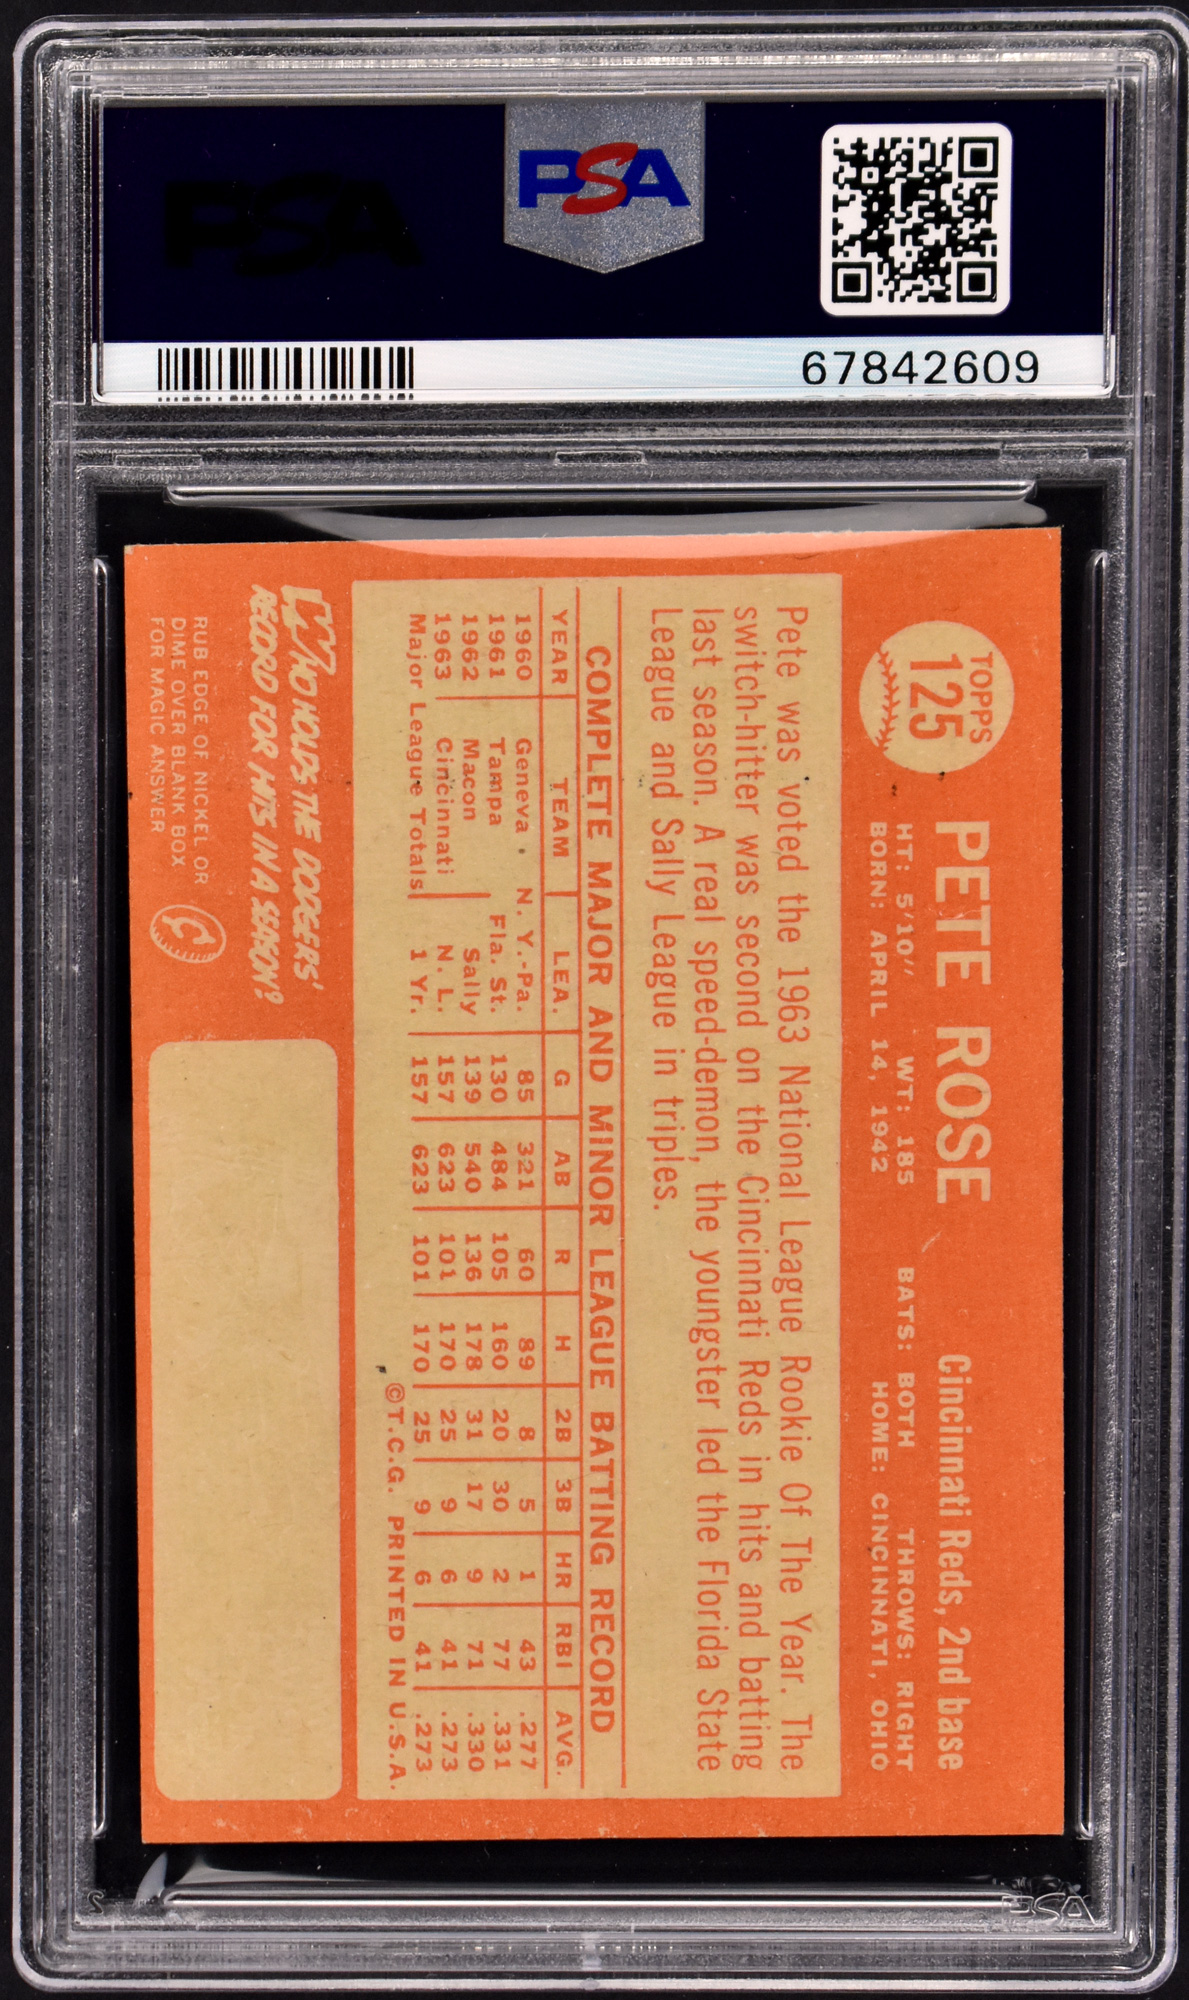 PSA
PSA
67842609
TOPPS
125
PETE ROSE Cincinnati Reds, 2nd base
HT: 5'10" WT: 185 BATS: BOTH THROWS: RIGHT
BORN: APRIL 14, 1942 HOME: CINCINNATI, OHIO
Pete was voted the 1963 National League Rookie Of The Year. The
switch-hitter was second on the Cincinnati Reds in hits and batting
last season. A real speed-demon, the youngster led the Florida State
League and Sally League in triples.
COMPLETE MAJOR AND MINOR LEAGUE BATTING RECORD
YEAR TEAM LEA. G AB R H 2B 3B HR RBI AVG.
1960 Geneva N. Y.-Pa. 85 321 60 89 8 5 1 43 .277
1961 Tampa Fla. St. 130 484 105 160 20 30 2 77 .331
1962 Macon Sally 139 540 136 178 31 17 9 71 .330
1963 Cincinnati N. L. 157 623 101 170 25 9 6 41 .273
Major League Totals 1 Yr. 157 623 101 170 25 9 6 41 .273
©T.C.G. PRINTED IN U.S.A.
WHO HOLDS THE DODGERS'
RECORD FOR HITS IN A SEASON?
RUB EDGE OF NICKEL OR
DIME OVER BLANK BOX
FOR MAGIC ANSWER
PSA